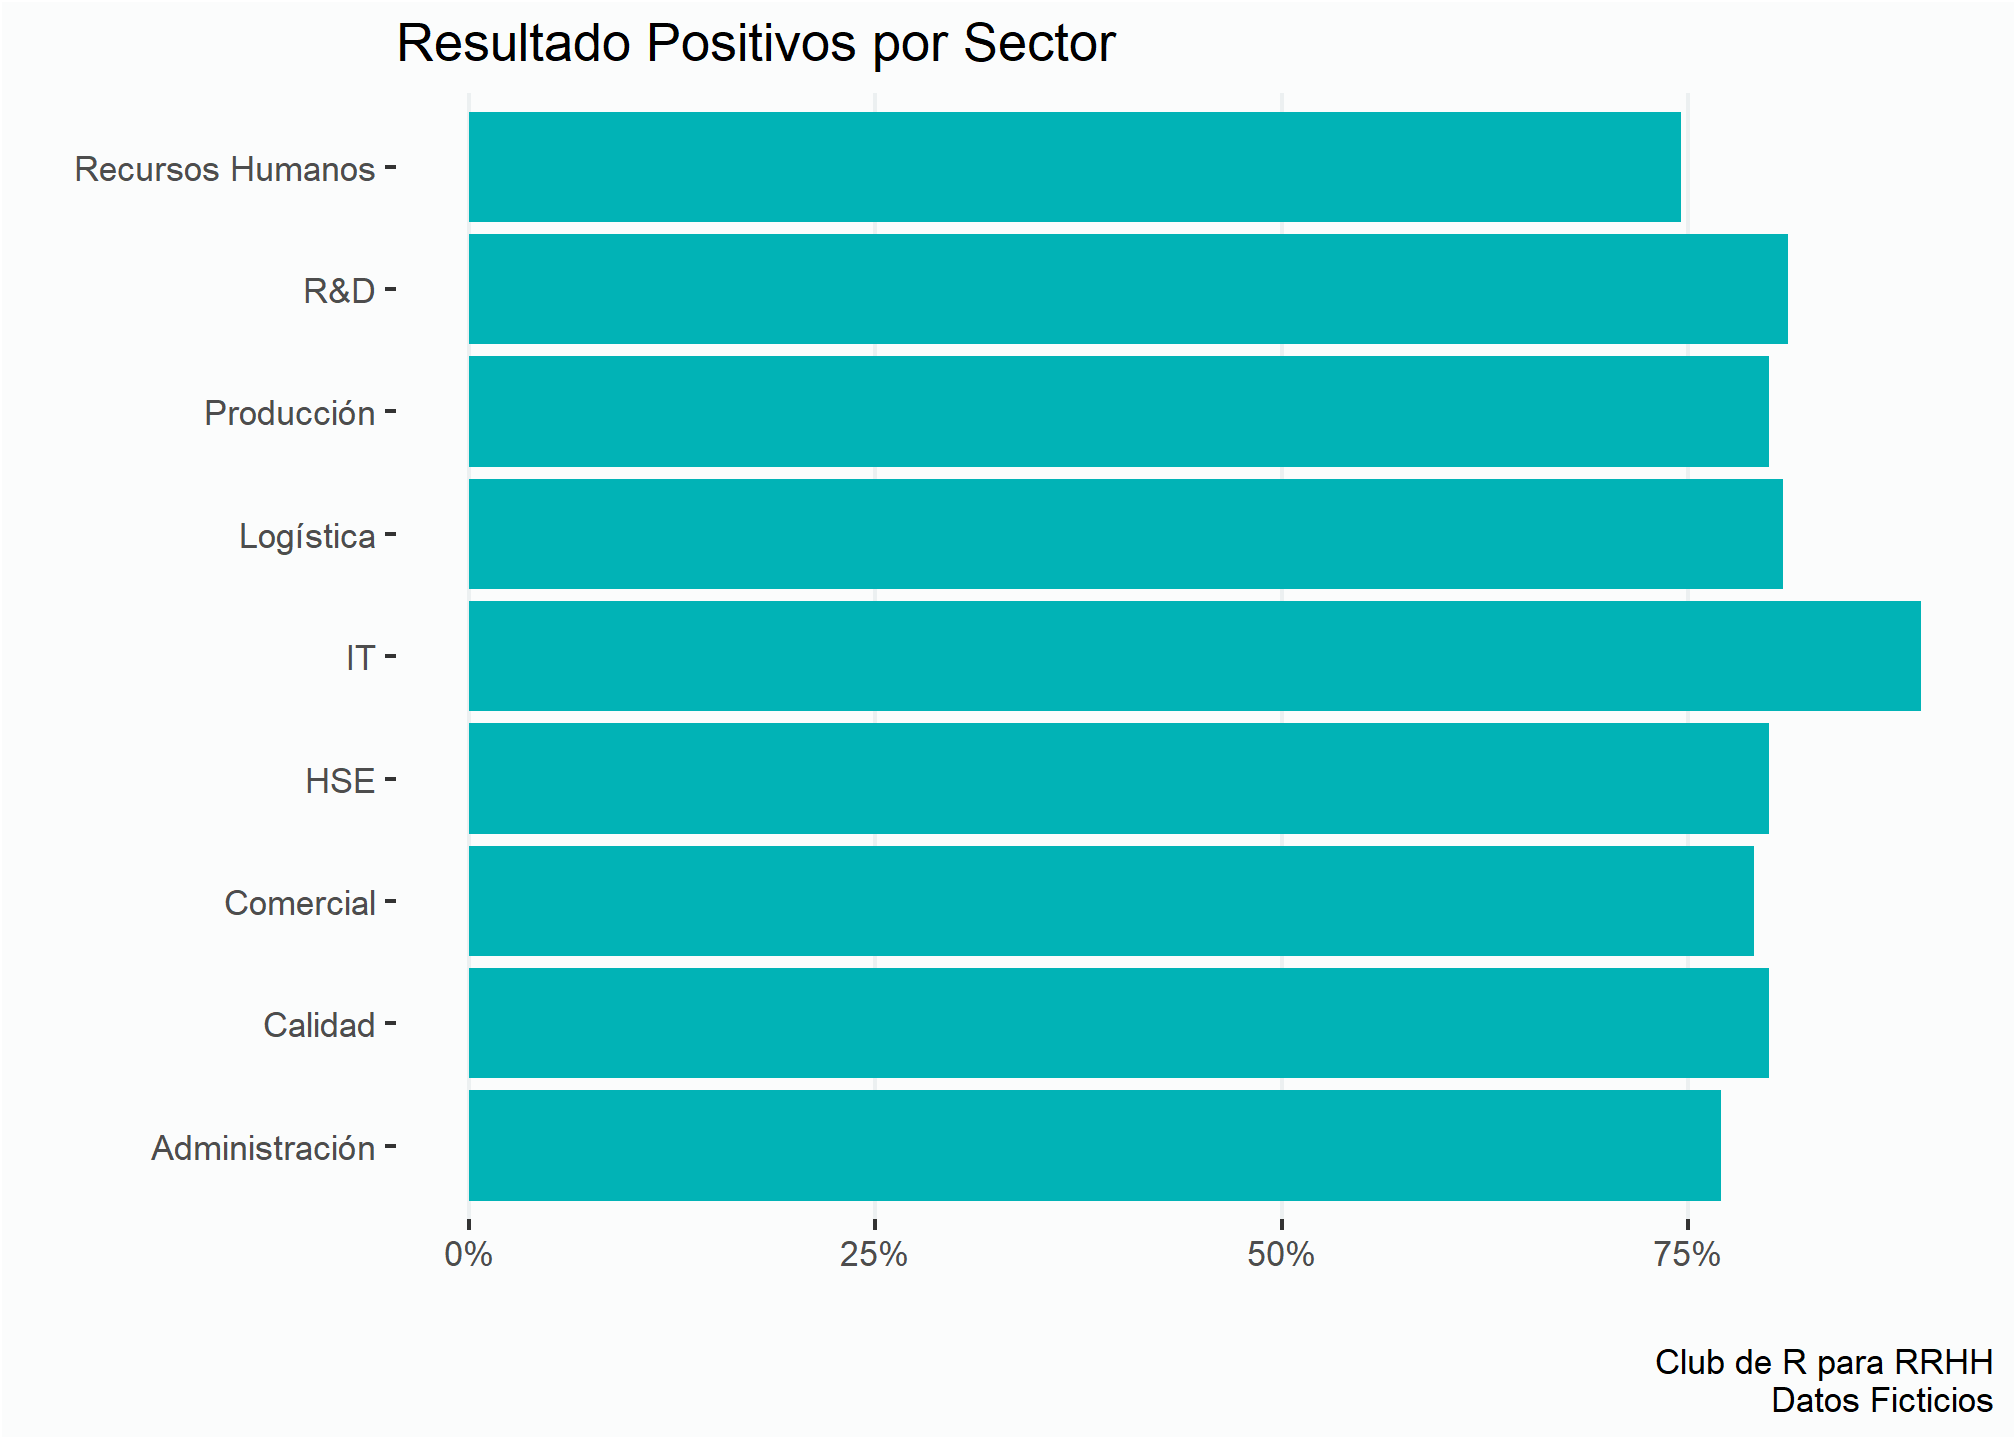 Resultado Positivos por Sector
Recursos Humanos
R&D
Producción
Logística
IT
HSE
Comercial
Calidad
Administración
0% 25% 50% 75%
Club de R para RRHH
Datos Ficticios